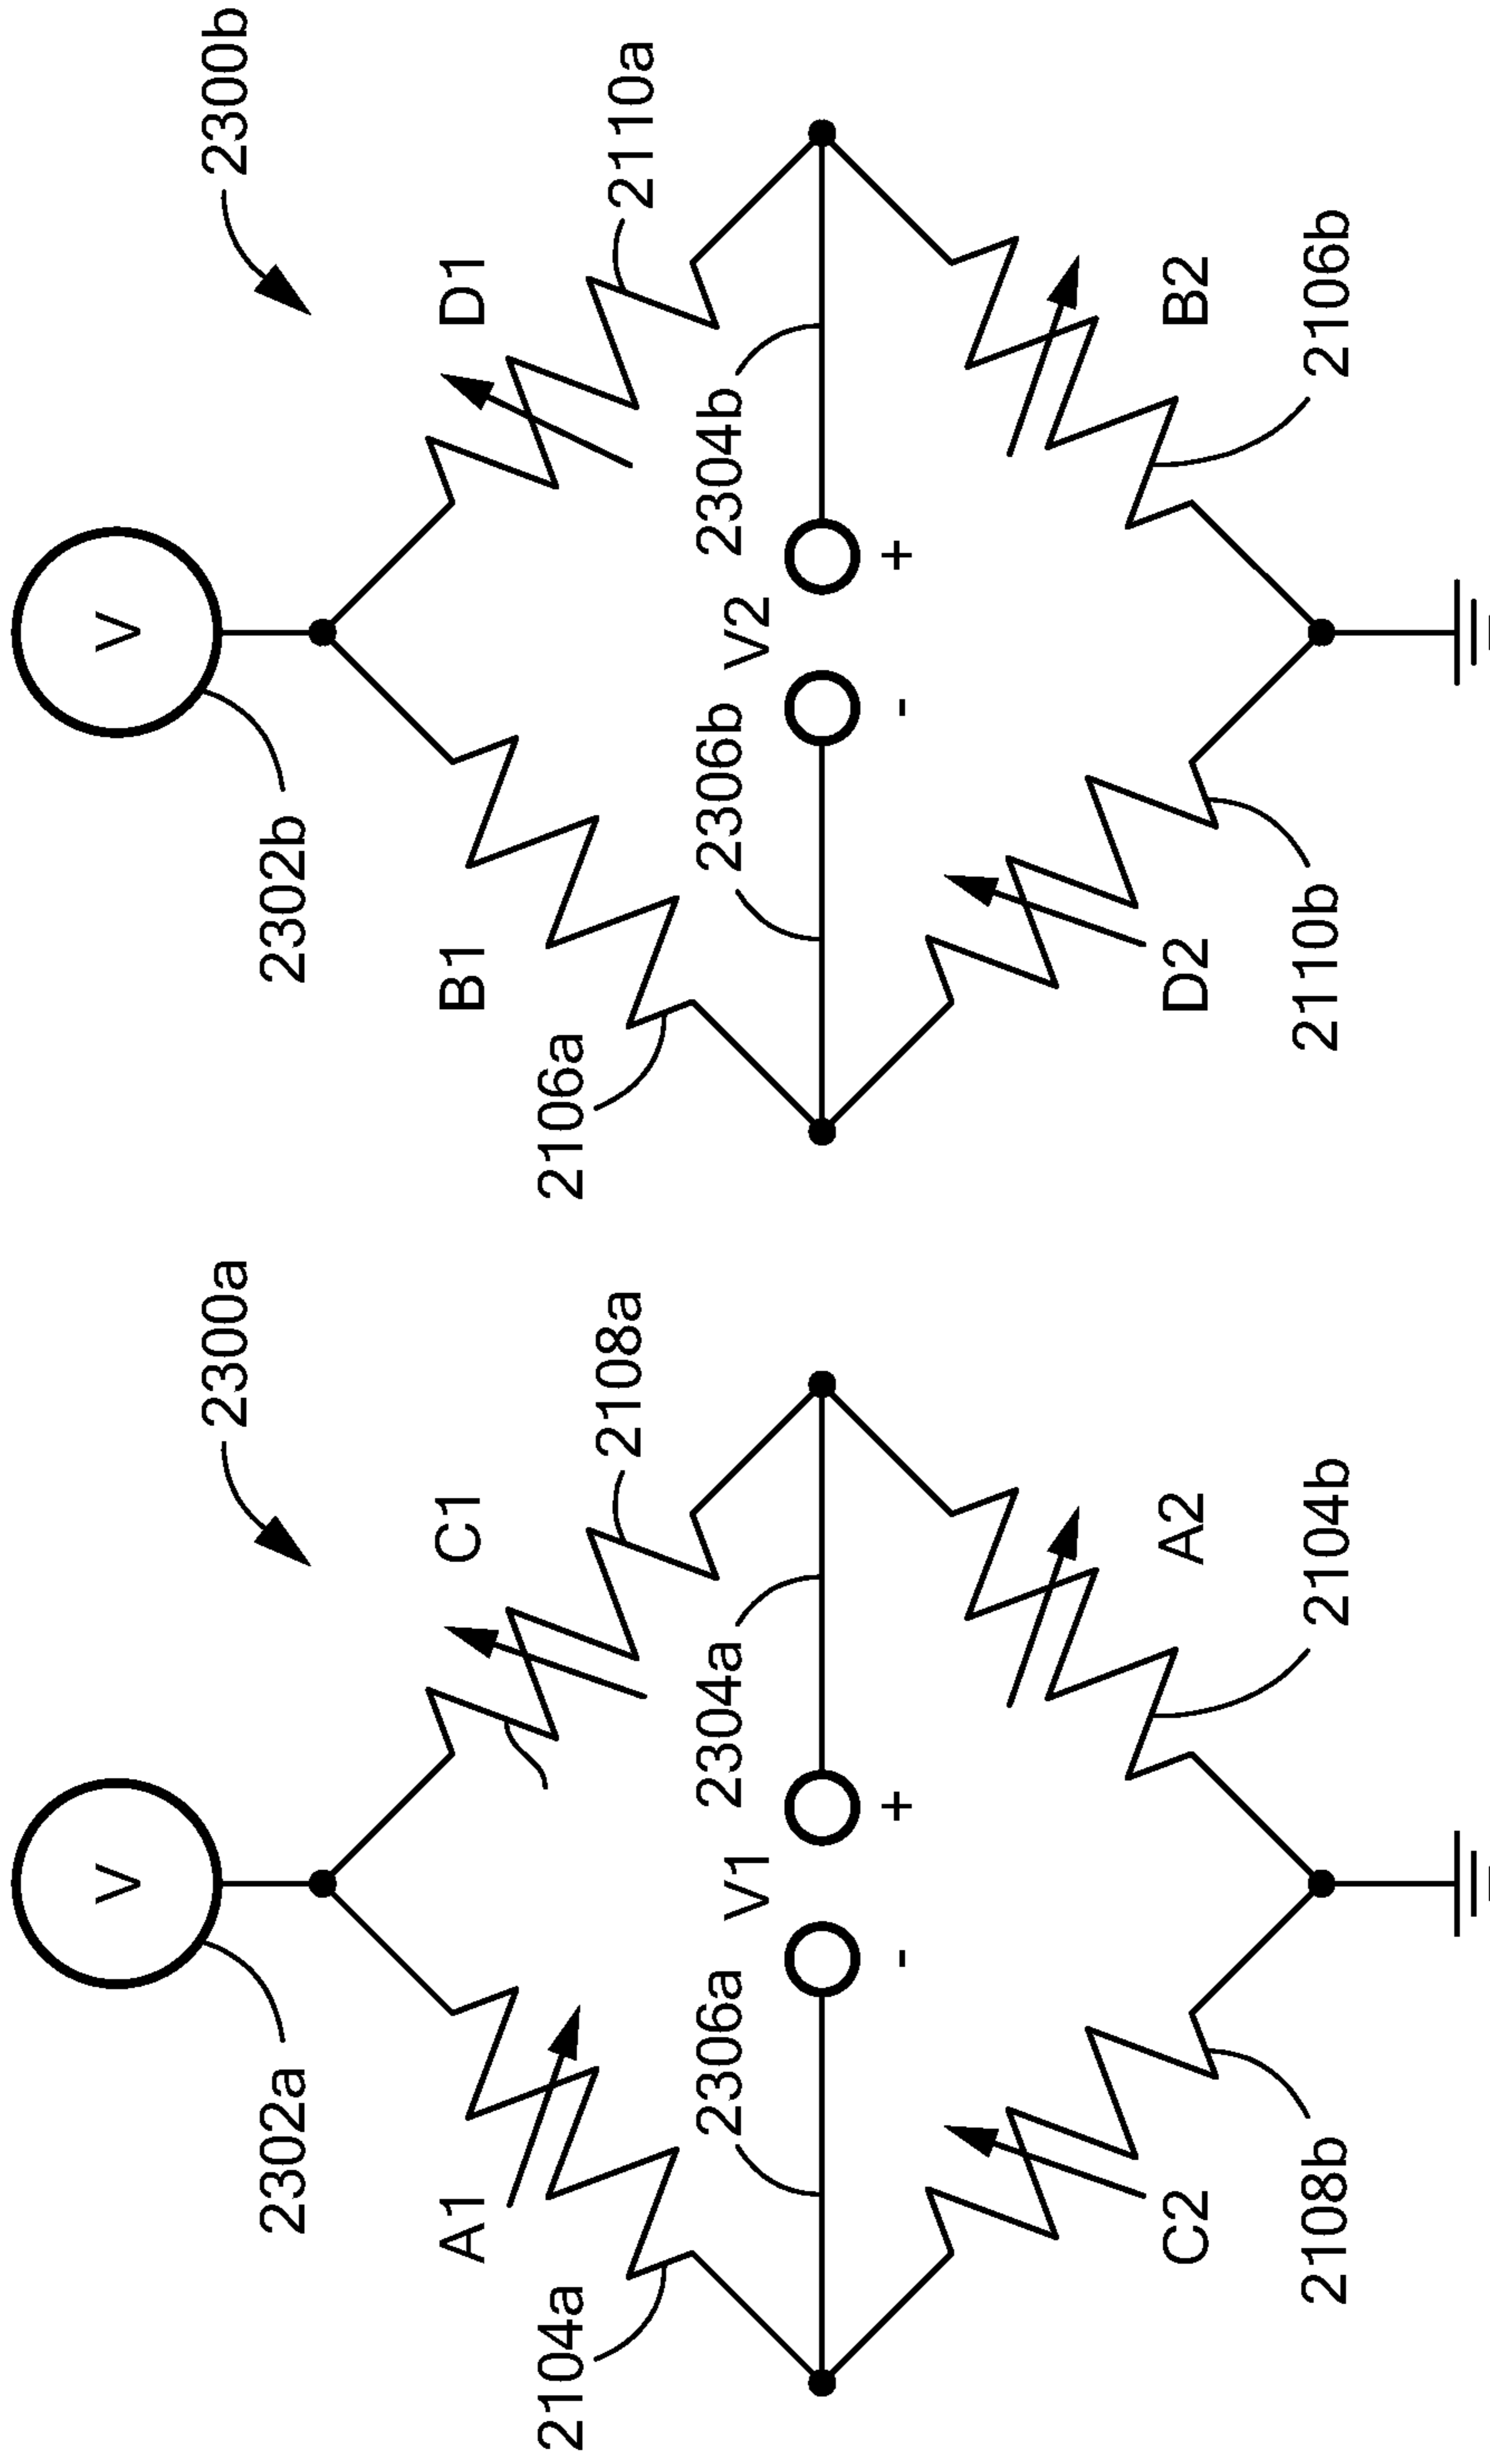 V
V
2300a
2300b
2302a
2302b
A1
C1
B1
D1
2104a
2108a
2106a
2110a
2306a
V1
2304a
2306b
V2
2304b
-
+
-
+
C2
A2
D2
B2
2108b
2104b
2110b
2106b